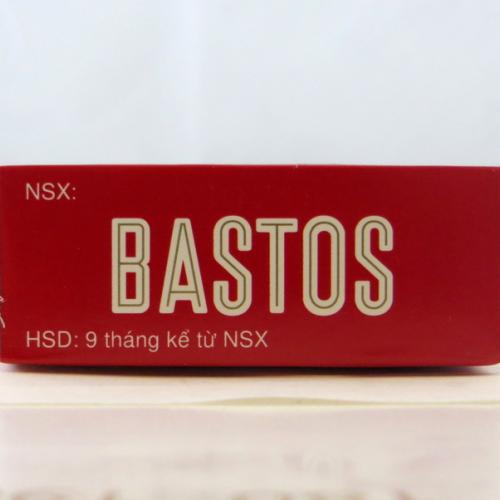 NSX:
BASTOS
HSD: 9 tháng kể từ NSX